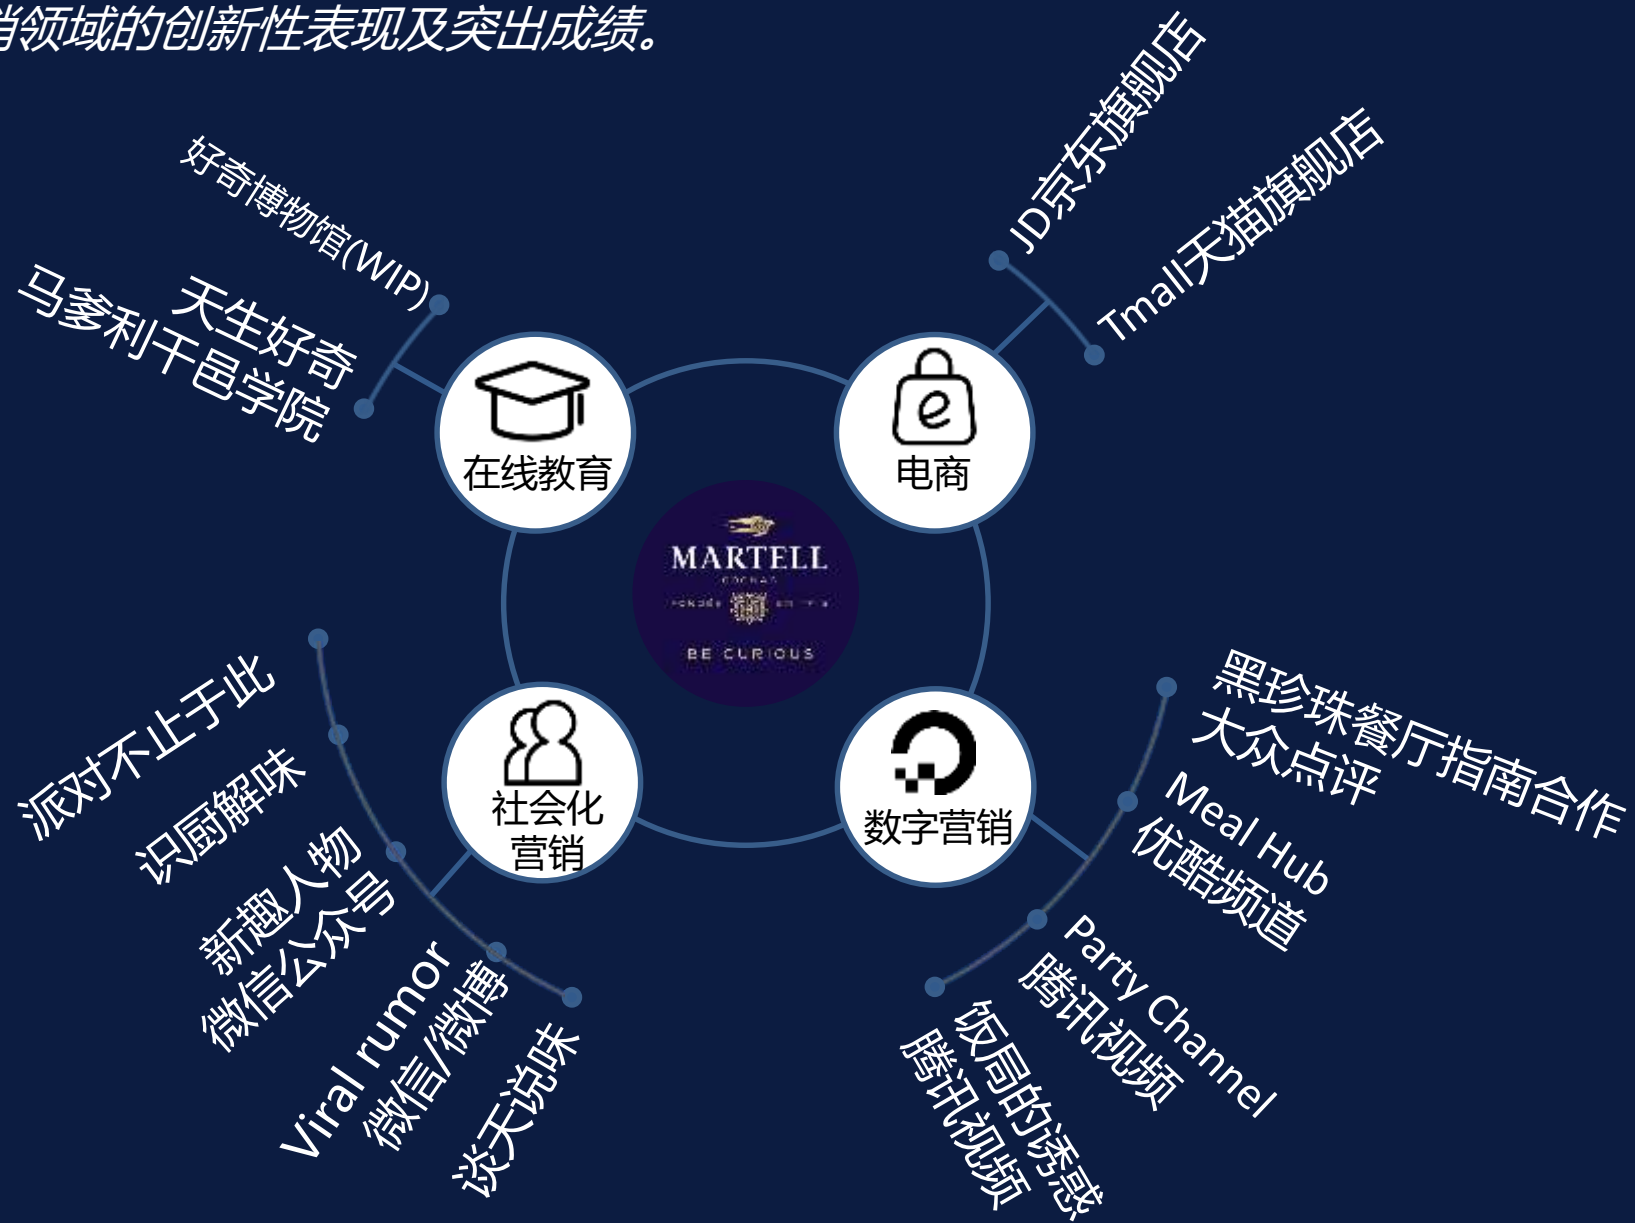 销领域的创新性表现及突出成绩。
好奇博物馆(WIP)
天生好奇
马爹利干邑学院
JD京东旗舰店
Tmall天猫旗舰店
在线教育
电商
MARTELL
COGNAC
BE CURIOUS
社会化
营销
数字营销
派对不止于此
识厨解味
新趣人物
微信公众号
Viral rumor
微信/微博
谈天说味
黑珍珠餐厅指南合作
大众点评
Meal Hub
优酷频道
Party Channel
腾讯视频
饭局的诱惑
腾讯视频